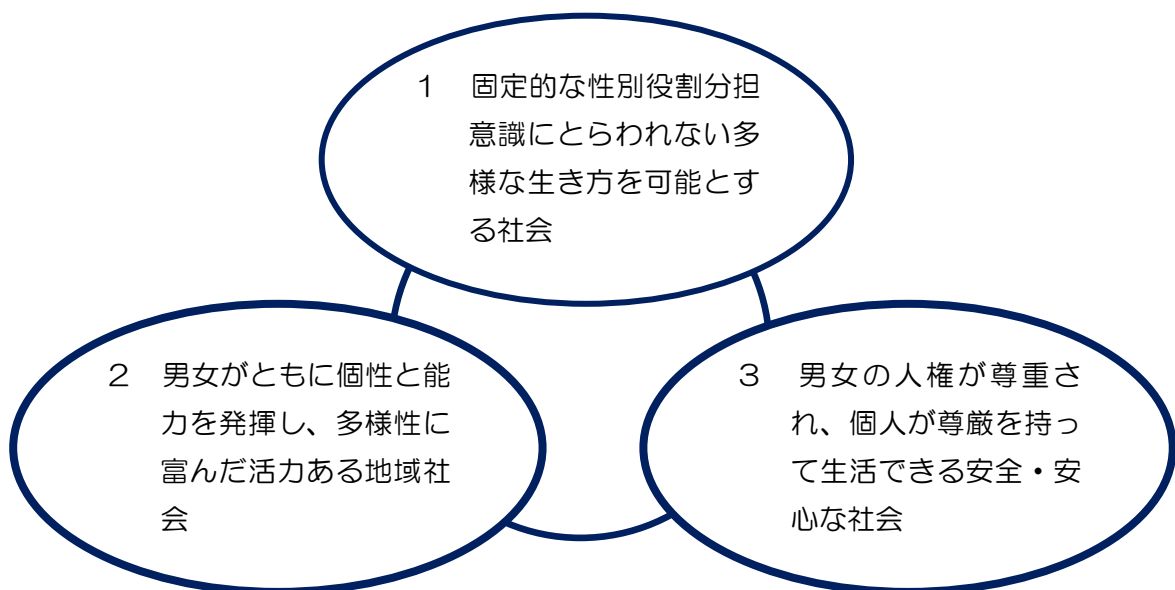 １　固定的な性別役割分担
意識にとらわれない多
様な生き方を可能とす
る社会
２　男女がともに個性と能
力を発揮し、多様性に
富んだ活力ある地域社
会
３　男女の人権が尊重さ
れ、個人が尊厳を持っ
て生活できる安全・安
心な社会